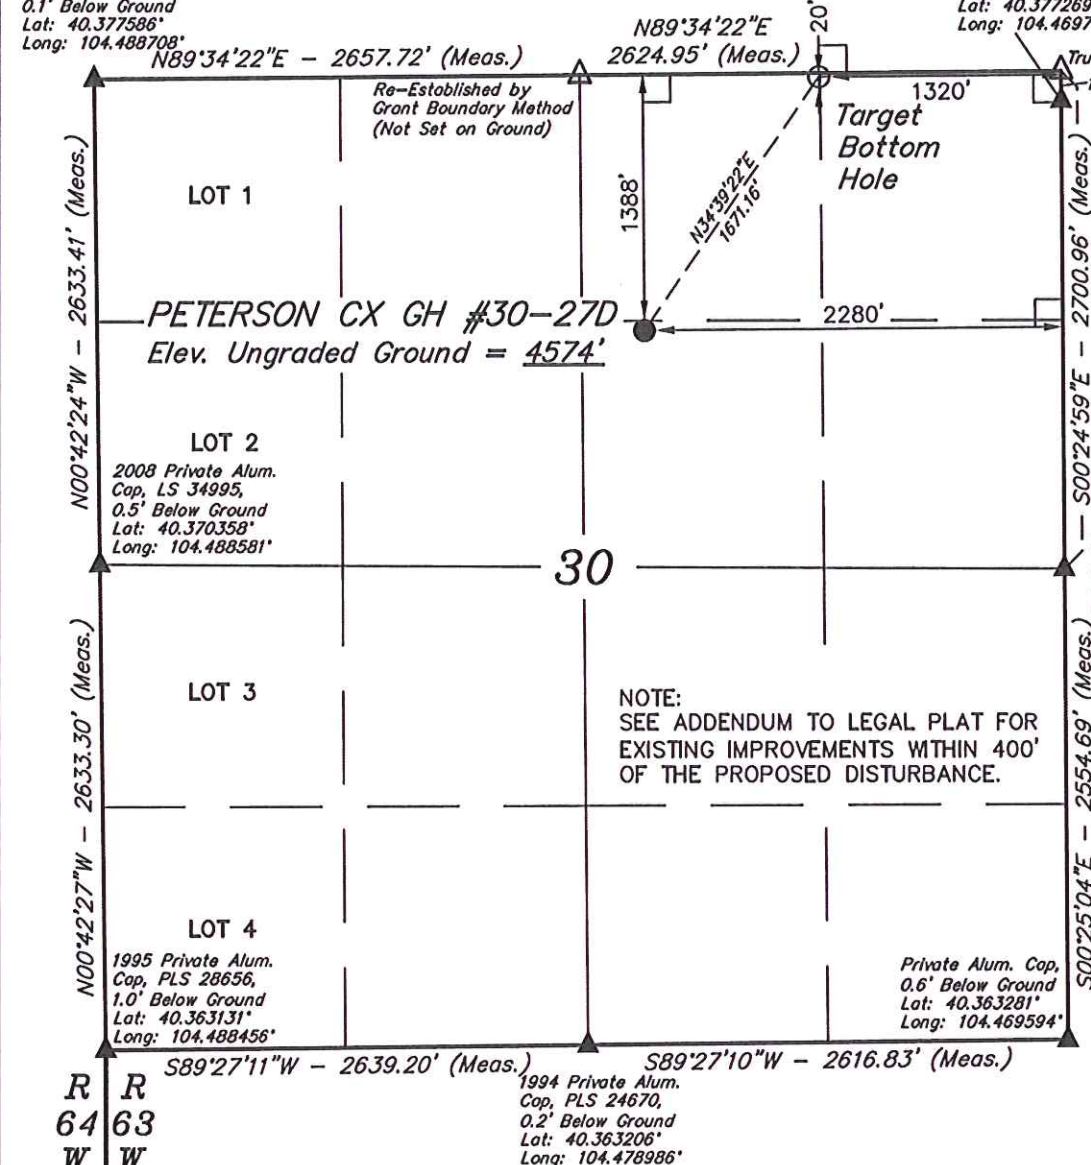 0.1' Below Ground
Lat: 40.377586°
Long: 104.488708°
N89°34'22"E – 2657.72' (Meas.)
N89°34'22"E
2624.95' (Meas.)
20'
Lat: 40.377269
Long: 104.4697
Re–Established by
Grant Boundary Method
(Not Set on Ground)
1320'
Target
Bottom
Hole
LOT 1
1388'
N34°39'22"E
1671.16'
N00°42'24"W – 2633.41' (Meas.)
S00°24'59"E – 2700.96' (Meas.)
PETERSON CX GH #30–27D
Elev. Ungraded Ground = 4574'
2280'
LOT 2
2008 Private Alum.
Cap, LS 34995,
0.5' Below Ground
Lat: 40.370358°
Long: 104.488581°
30
N00°42'27"W – 2633.30' (Meas.)
S00°25'04"E – 2554.69' (Meas.)
LOT 3
NOTE:
SEE ADDENDUM TO LEGAL PLAT FOR
EXISTING IMPROVEMENTS WITHIN 400'
OF THE PROPOSED DISTURBANCE.
LOT 4
1995 Private Alum.
Cap, PLS 28656,
1.0' Below Ground
Lat: 40.363131°
Long: 104.488456°
Private Alum. Cap,
0.6' Below Ground
Lat: 40.363281°
Long: 104.469594°
S89°27'11"W – 2639.20' (Meas.)
S89°27'10"W – 2616.83' (Meas.)
1994 Private Alum.
Cap, PLS 24670,
0.2' Below Ground
Lat: 40.363206°
Long: 104.478986°
R R
64 63
W W